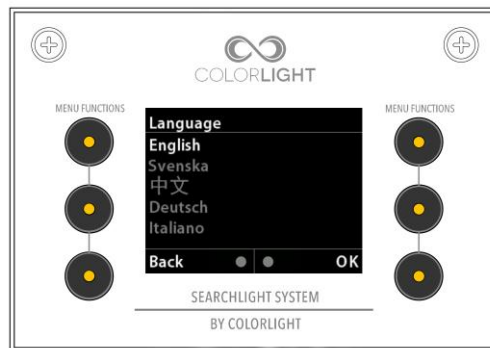 COLORLIGHT
MENU FUNCTIONS
MENU FUNCTIONS
Language
English
Svenska
中文
Deutsch
Italiano
Back OK
SEARCHLIGHT SYSTEM
BY COLORLIGHT